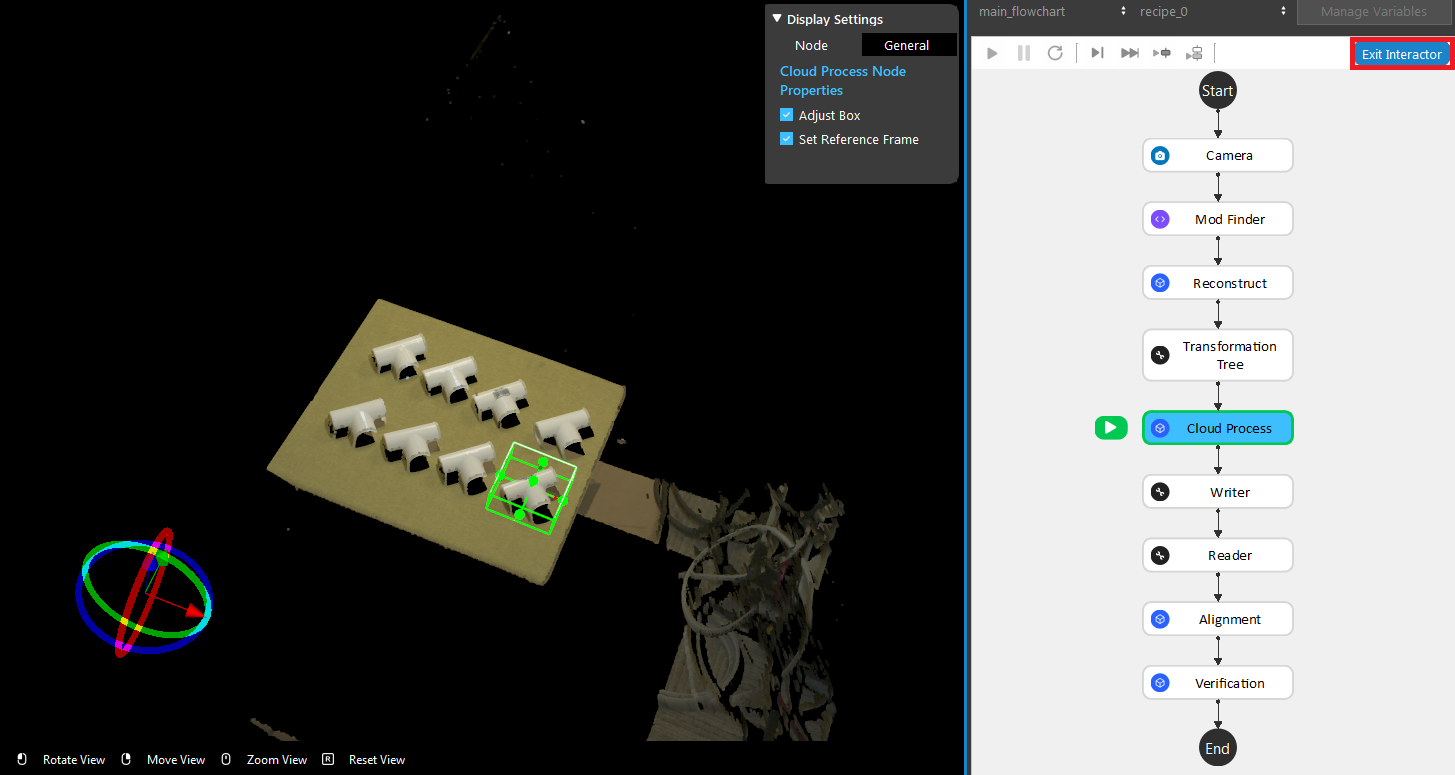 Display Settings
Node
General
Cloud Process Node
Properties
Adjust Box
Set Reference Frame
R
Rotate View
Move View
Zoom View
Reset View
main_flowchart
recipe_0
Manage Variables
Exit Interactor
Start
Camera
Mod Finder
Reconstruct
Transformation
Tree
Cloud Process
Writer
Reader
Alignment
Verification
End